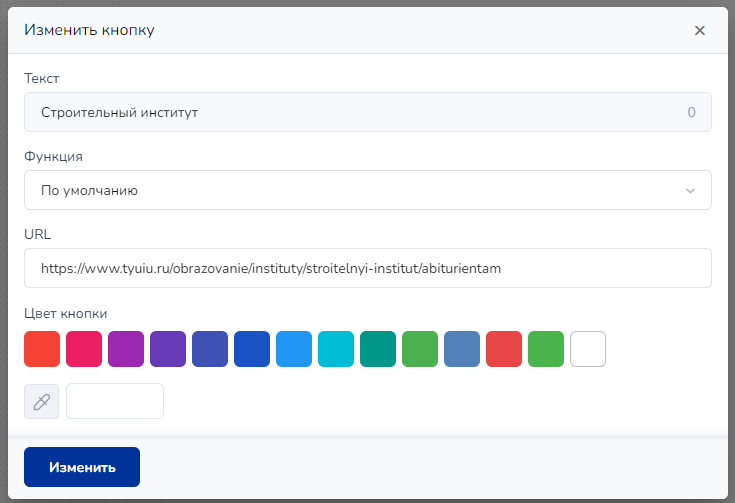 Изменить кнопку
Текст
Строительный институт 0
Функция
По умолчанию
URL
https://www.tyuiu.ru/obrazovanie/instituty/stroitelnyi-institut/abiturientam
Цвет кнопки
Изменить